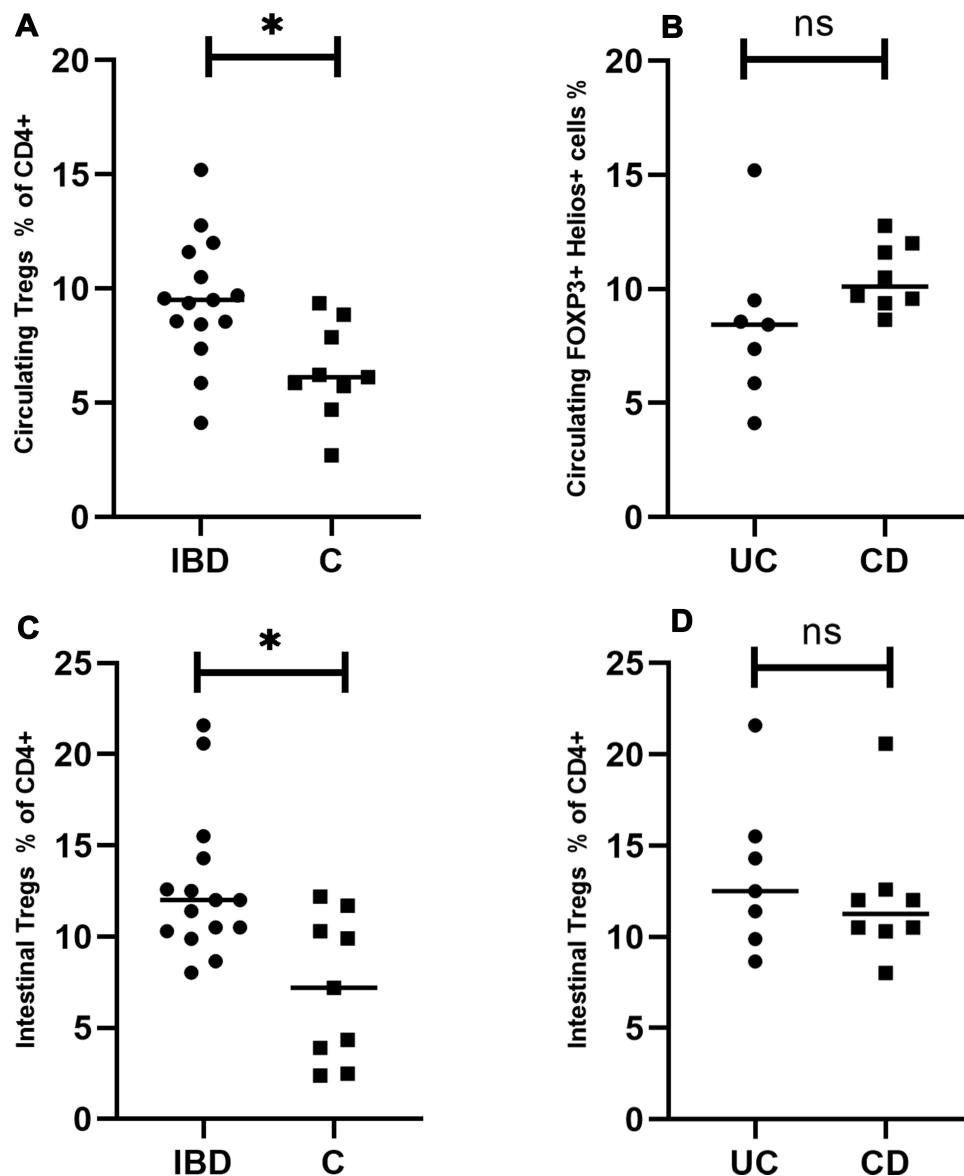 A
*
Circulating Tregs % of CD4+
20
15
10
5
0
IBD C
B
ns
Circulating FOXP3+ Helios+ cells %
20
15
10
5
0
UC CD
C
*
Intestinal Tregs % of CD4+
25
20
15
10
5
0
IBD C
D
ns
Intestinal Tregs % of CD4+
25
20
15
10
5
0
UC CD